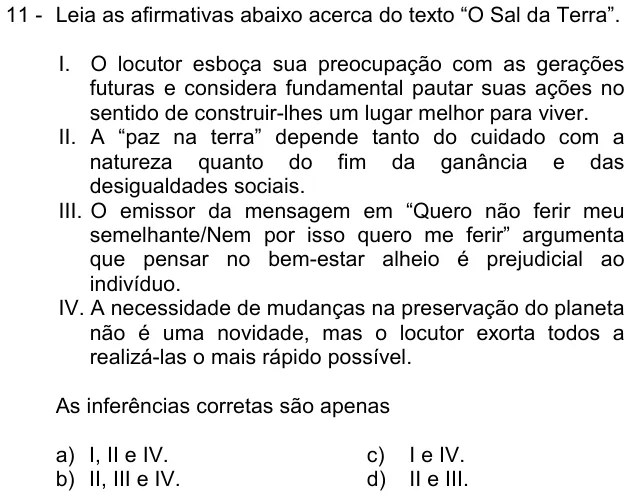 11 - Leia as afirmativas abaixo acerca do texto “O Sal da Terra”.
I. O locutor esboça sua preocupação com as gerações
futuras e considera fundamental pautar suas ações no
sentido de construir-lhes um lugar melhor para viver.
II. A “paz na terra” depende tanto do cuidado com a
natureza quanto do fim da ganância e das
desigualdades sociais.
III. O emissor da mensagem em “Quero não ferir meu
semelhante/Nem por isso quero me ferir” argumenta
que pensar no bem-estar alheio é prejudicial ao
indivíduo.
IV. A necessidade de mudanças na preservação do planeta
não é uma novidade, mas o locutor exorta todos a
realizá-las o mais rápido possível.
As inferências corretas são apenas
a) I, II e IV.
b) II, III e IV.
c) I e IV.
d) II e III.